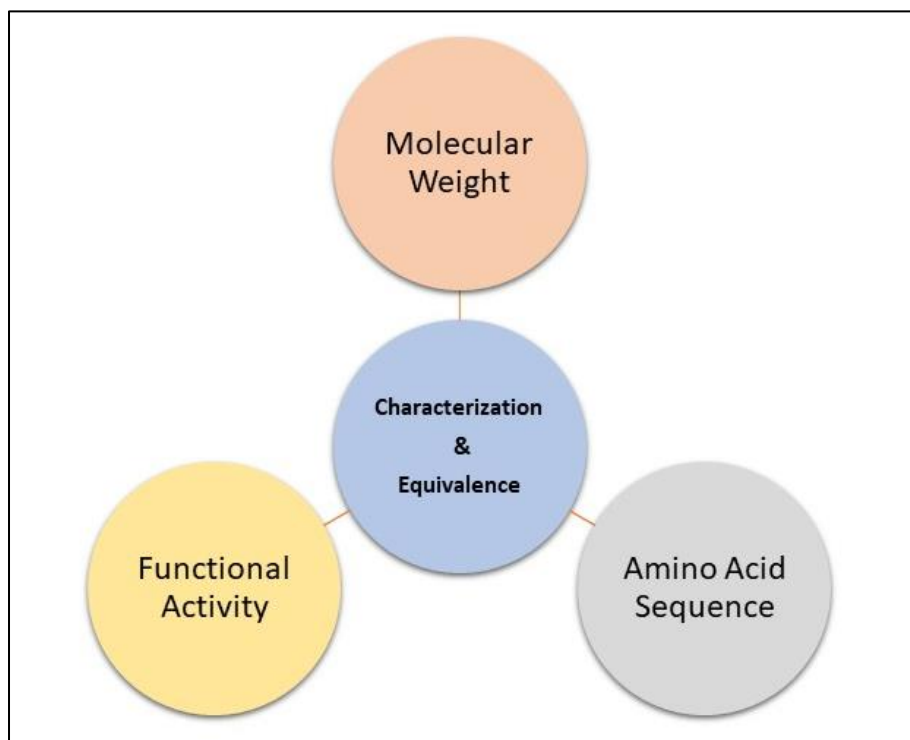 Molecular
Weight
Characterization
&
Equivalence
Functional
Activity
Amino Acid
Sequence